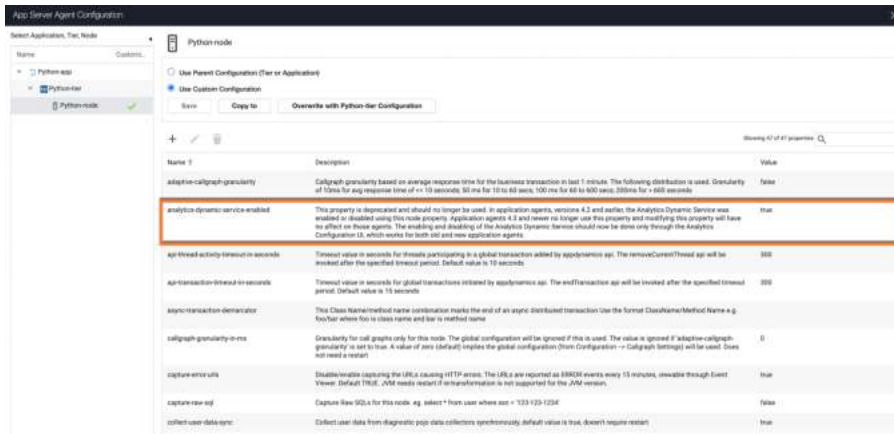 App Server Agent Configuration
Select Application, Tier, Node
Name
Custom...
Python-app
Python-tier
Python-node
Python-node
Use Parent Configuration (Tier or Application)
Use Custom Configuration
Save
Copy to
Overwrite with Python-tier Configuration
Showing 47 of 47 properties
Name ↑
Description
Value
adaptive-callgraph-granularity
Callgraph granularity based on average response time for the business transaction in last 1 minute. The following distribution is used. Granularity
of 10ms for avg response time of <= 10 seconds; 50 ms for 10 to 60 secs; 100 ms for 60 to 600 secs; 200ms for > 600 seconds
false
analytics-dynamic-service-enabled
This property is deprecated and should no longer be used. In application agents, versions 4.2 and earlier, the Analytics Dynamic Service was
enabled or disabled using this node property. Application agents 4.3 and newer no longer use this property and modifying this property will have
no affect on those agents. The enabling and disabling of the Analytics Dynamic Service should now be done only through the Analytics
Configuration UI, which works for both old and new application agents.
true
api-thread-activity-timeout-in-seconds
Timeout value in seconds for threads participating in a global transaction added by appdynamics api. The removeCurrentThread api will be
invoked after the specified timeout period. Default value is 10 seconds
300
api-transaction-timeout-in-seconds
Timeout value in seconds for global transactions initiated by appdynamics api. The endTransaction api will be invoked after the specified timeout
period. Default value is 15 seconds
300
async-transaction-demarcator
This Class Name/method name combination marks the end of an async distributed transaction Use the format ClassName/Method Name e.g.
foo/bar where foo is class name and bar is method name
callgraph-granularity-in-ms
Granularity for call graphs only for this node. The global configuration will be ignored if this is used. The value is ignored if 'adaptive-callgraph-
granularity' is set to true. A value of zero (default) implies the global configuration (from Configuration -> Callgraph Settings) will be used. Does
not need a restart
0
capture-error-urls
Disable/enable capturing the URLs causing HTTP errors. The URLs are reported as ERROR events every 15 minutes, viewable through Event
Viewer. Default TRUE. JVM needs restart if retransformation is not supported for the JVM version.
true
capture-raw-sql
Capture Raw SQLs for this node. eg. select * from user where ssn = '123-123-1234'
false
collect-user-data-sync
Collect user data from diagnostic pojo data collectors synchronously, default value is true, doesn't require restart
true